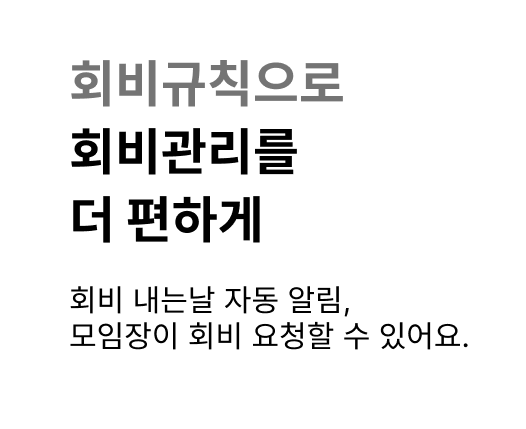 회비규칙으로
회비관리를
더 편하게
회비 내는날 자동 알림,
모임장이 회비 요청할 수 있어요.